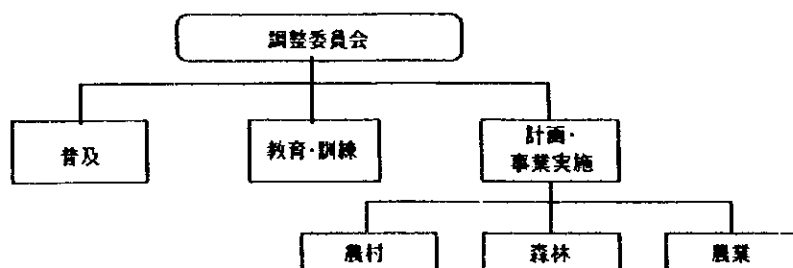 調整委員会
普及
教育・訓練
計画・
事業実施
農村
森林
農業